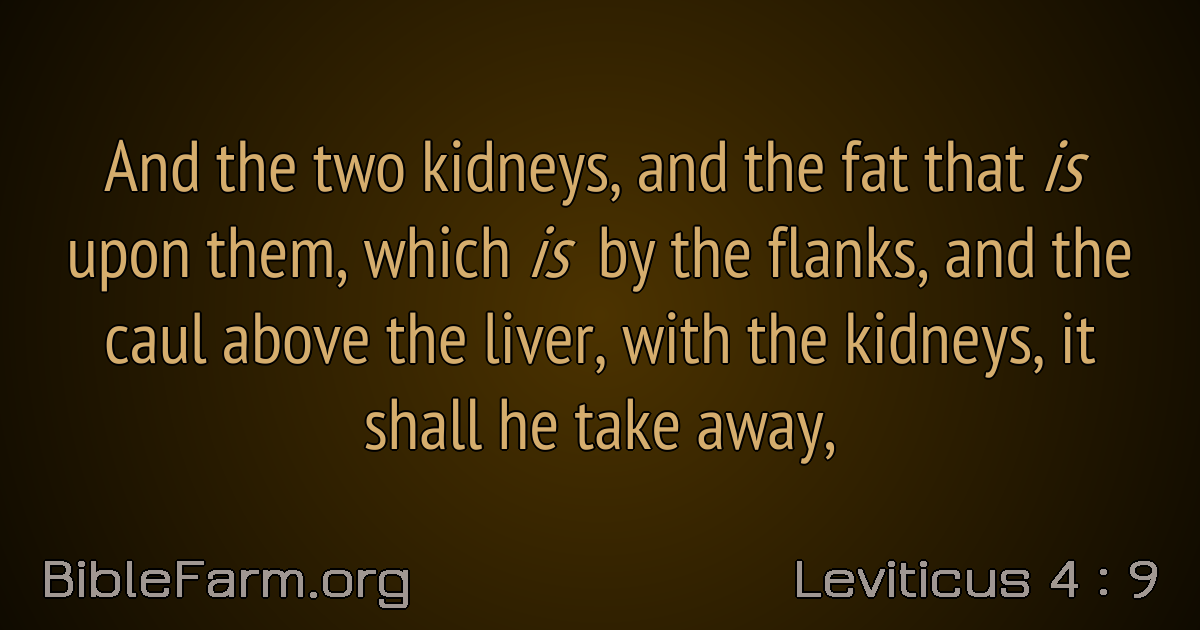 And the two kidneys, and the fat that is
upon them, which is by the flanks, and the
caul above the liver, with the kidneys, it
shall he take away,
BibleFarm.org
Leviticus 4 : 9